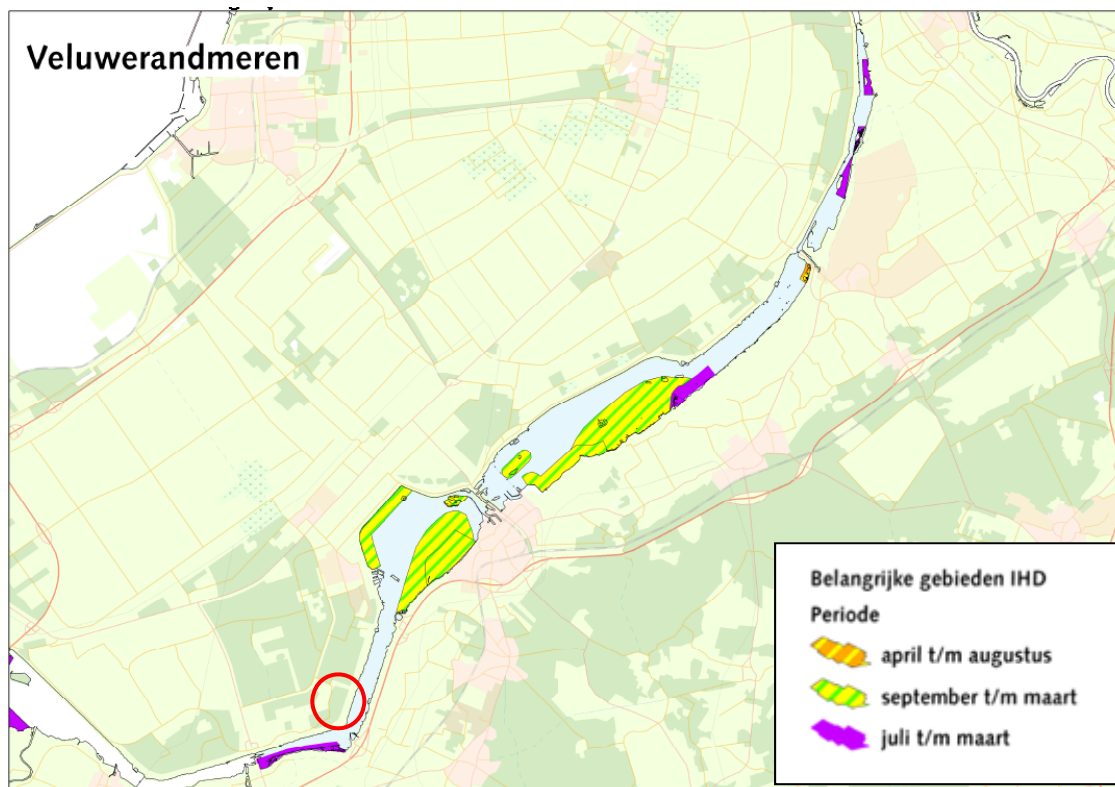 Veluwerandmeren
Belangrijke gebieden IHD
Periode
april t/m augustus
september t/m maart
juli t/m maart